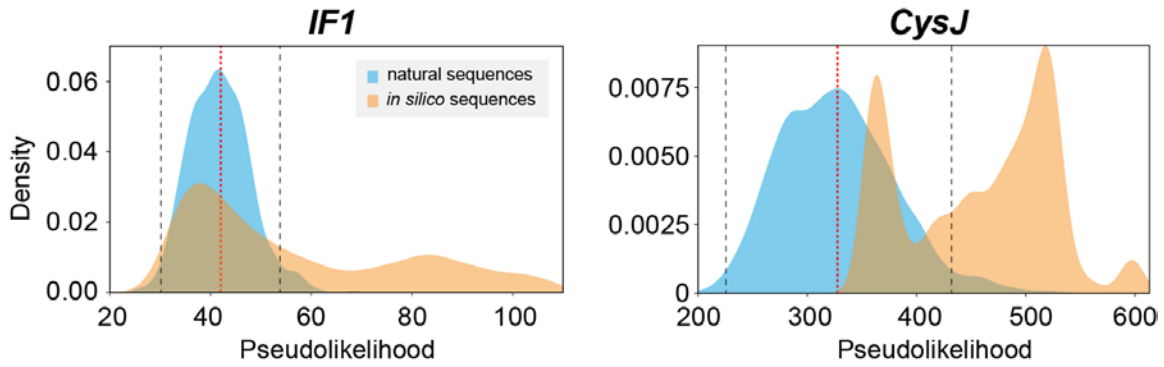 IF1
CysJ
natural sequences
in silico sequences
Density
0.06
0.04
0.02
0.00
20 40 60 80 100
Pseudolikelihood
0.0075
0.0050
0.0025
0
200 300 400 500 600
Pseudolikelihood